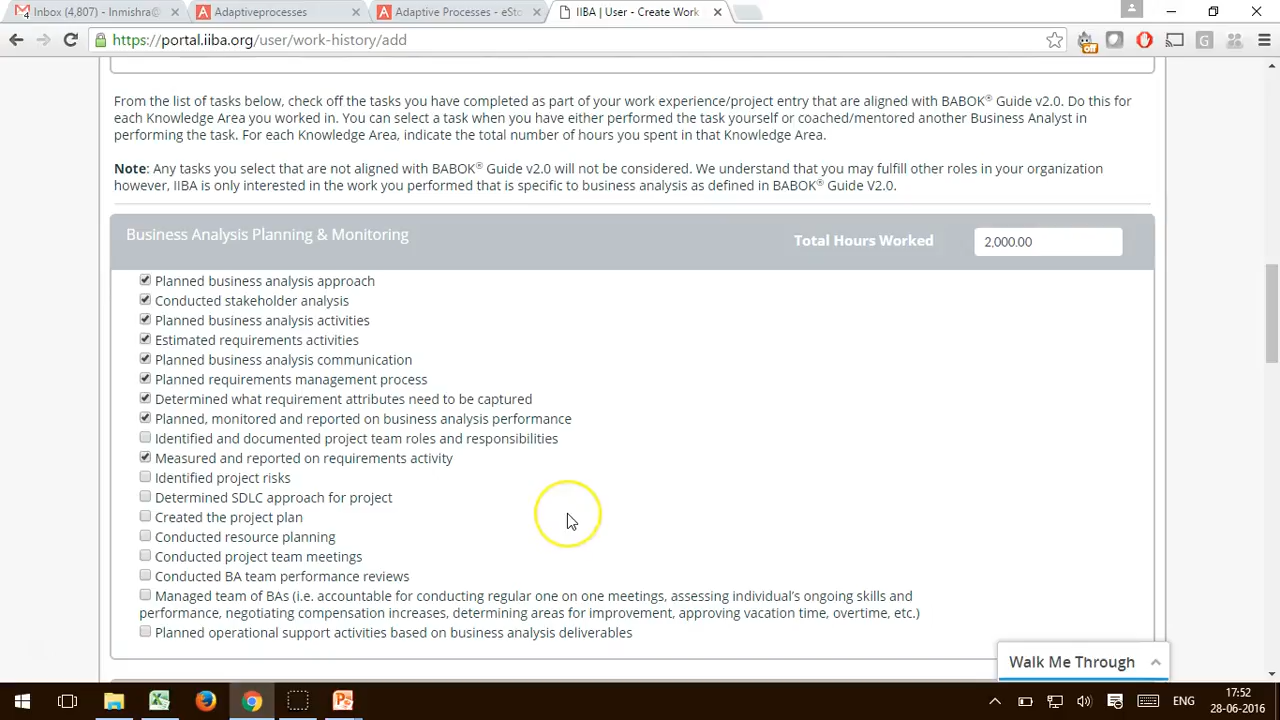 Inbox (4,807) - Inmishra@
Adaptiveprocesses
Adaptive Processes - eSto
IIBA | User - Create Work
https://portal.iiba.org/user/work-history/add
From the list of tasks below, check off the tasks you have completed as part of your work experience/project entry that are aligned with BABOK® Guide v2.0. Do this for
each Knowledge Area you worked in. You can select a task when you have either performed the task yourself or coached/mentored another Business Analyst in
performing the task. For each Knowledge Area, indicate the total number of hours you spent in that Knowledge Area.
Note: Any tasks you select that are not aligned with BABOK® Guide v2.0 will not be considered. We understand that you may fulfill other roles in your organization
however, IIBA is only interested in the work you performed that is specific to business analysis as defined in BABOK® Guide V2.0.
Business Analysis Planning & Monitoring
Total Hours Worked
2,000.00
Planned business analysis approach
Conducted stakeholder analysis
Planned business analysis activities
Estimated requirements activities
Planned business analysis communication
Planned requirements management process
Determined what requirement attributes need to be captured
Planned, monitored and reported on business analysis performance
Identified and documented project team roles and responsibilities
Measured and reported on requirements activity
Identified project risks
Determined SDLC approach for project
Created the project plan
Conducted resource planning
Conducted project team meetings
Conducted BA team performance reviews
Managed team of BAs (i.e. accountable for conducting regular one on one meetings, assessing individual's ongoing skills and
performance, negotiating compensation increases, determining areas for improvement, approving vacation time, overtime, etc.)
Planned operational support activities based on business analysis deliverables
Walk Me Through
ENG
17:52
28-06-2016